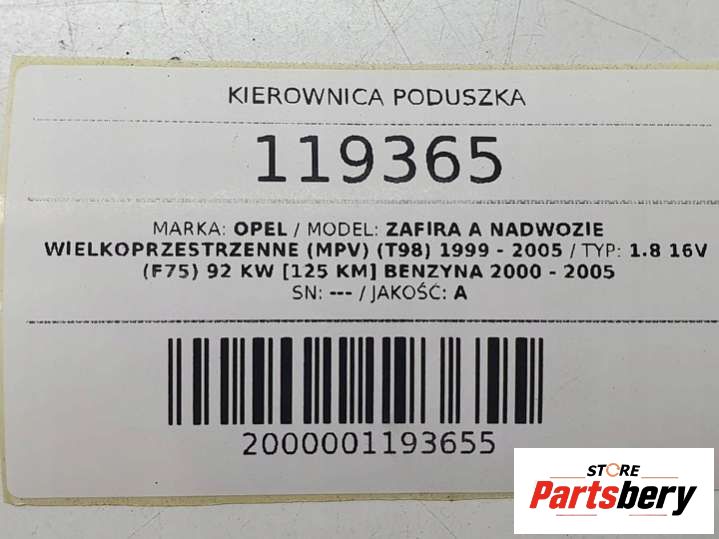 KIEROWNICA PODUSZKA
119365
MARKA: OPEL / MODEL: ZAFIRA A NADWOZIE
WIELKOPRZESTRZENNE (MPV) (T98) 1999 - 2005 / TYP: 1.8 16V
(F75) 92 KW [125 KM] BENZYNA 2000 - 2005
SN: --- / JAKOŚĆ: A
2000001193655
STORE
Partsbery